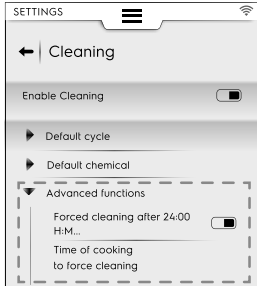 SETTINGS
Cleaning
Enable Cleaning
Default cycle
Default chemical
Advanced functions
Forced cleaning after 24:00
H:M...
Time of cooking
to force cleaning